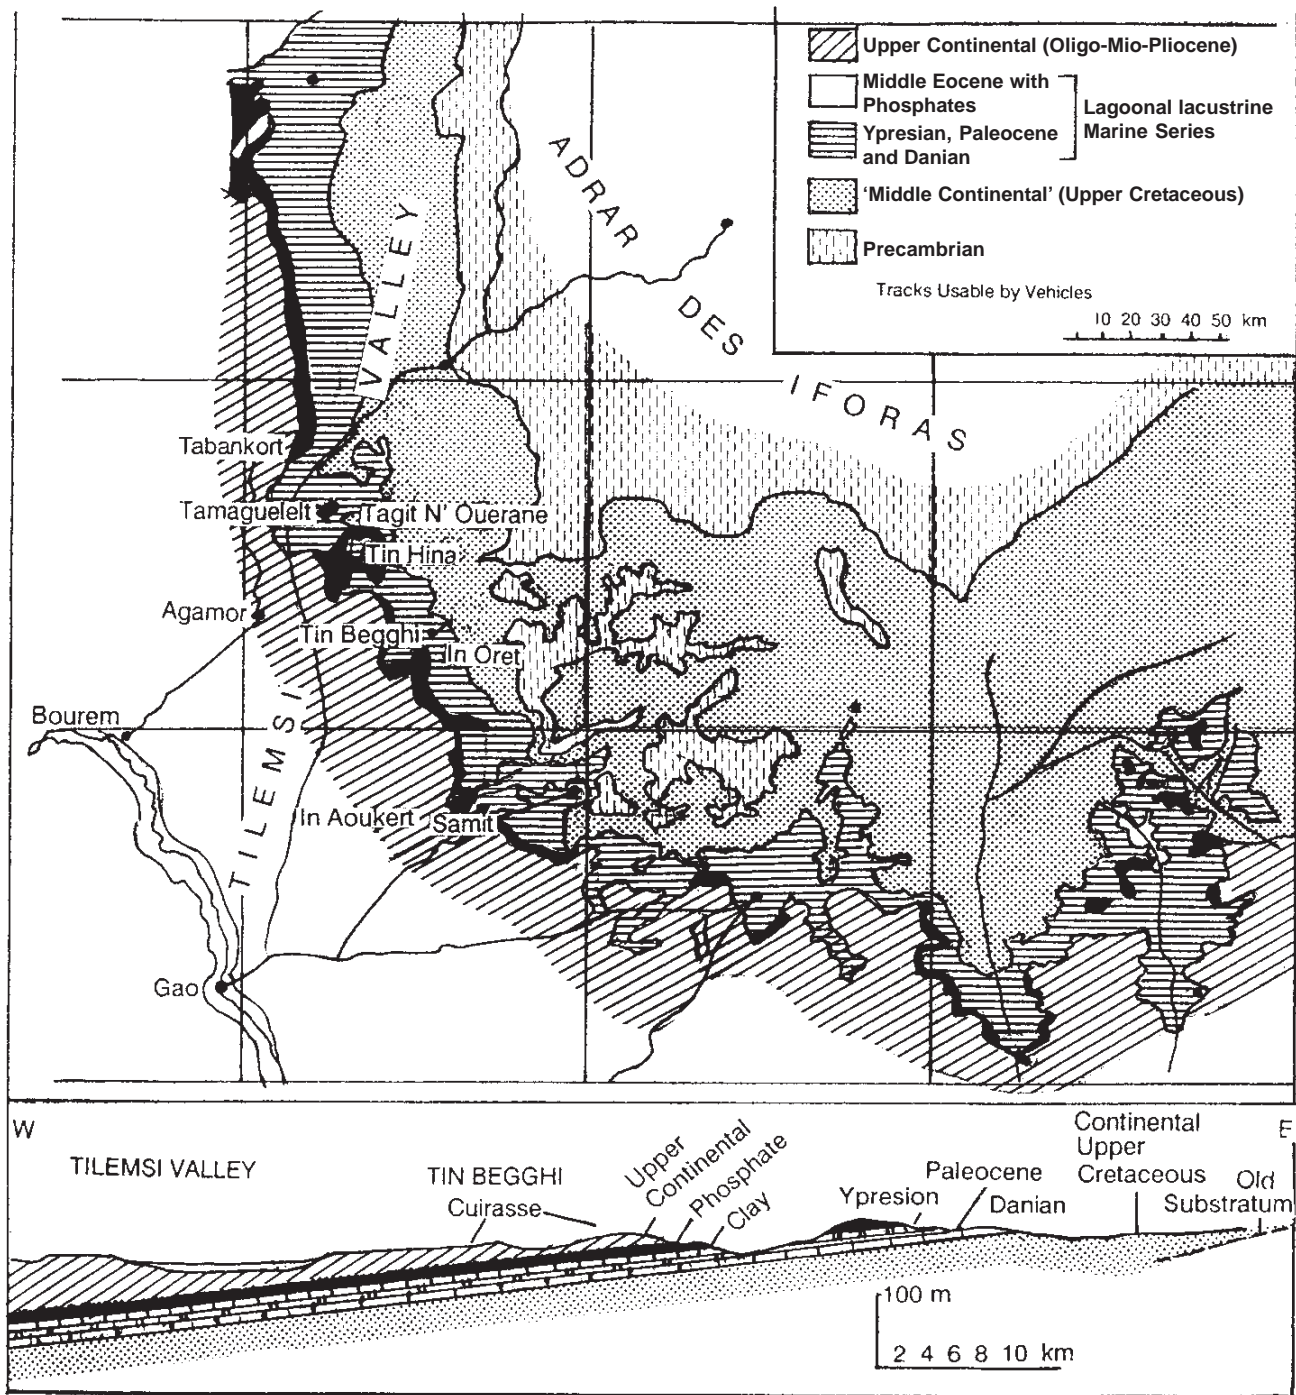 Upper Continental (Oligo-Mio-Pliocene)
Middle Eocene with
Phosphates
Lagoonal lacustrine
Marine Series
Ypresian, Paleocene
and Danian
'Middle Continental' (Upper Cretaceous)
Precambrian
Tracks Usable by Vehicles
10 20 30 40 50 km
ADRAR
DES
IFORAS
VALLEY
Tabankort
Tamaguelelt
Tagit N' Ouerane
Tin Hina
Agamor
Tin Begghi
In Oret
Bourem
TILEMSI
In Aoukert
Samit
Gao
W
E
TILEMSI VALLEY
TIN BEGGHI
Cuirasse
Upper
Continental
Phosphate
Clay
Ypresion
Paleocene
Danian
Continental
Upper
Cretaceous
Old
Substratum
100 m
2 4 6 8 10 km